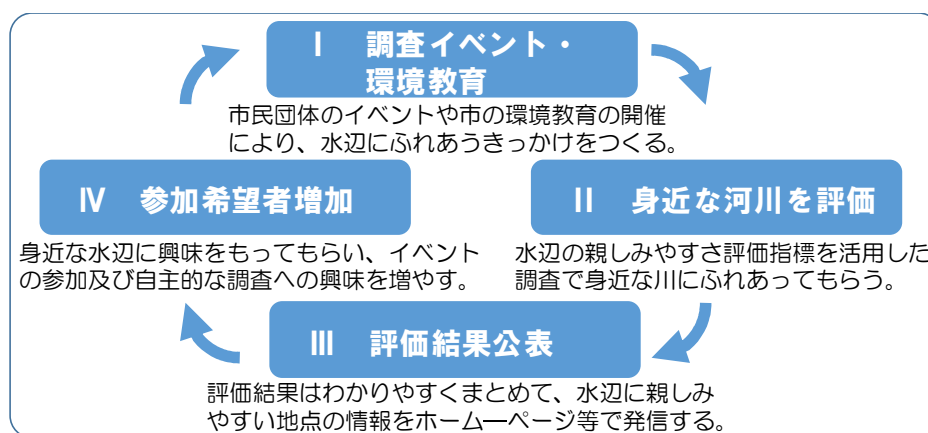 Ⅰ 調査イベント・
環境教育
市民団体のイベントや市の環境教育の開催
により、水辺にふれあうきっかけをつくる。
Ⅱ 身近な河川を評価
水辺の親しみやすさ評価指標を活用した
調査で身近な川にふれあってもらう。
Ⅲ 評価結果公表
評価結果はわかりやすくまとめて、水辺に親しみ
やすい地点の情報をホーム―ページ等で発信する。
Ⅳ 参加希望者増加
身近な水辺に興味をもってもらい、イベント
の参加及び自主的な調査への興味を増やす。